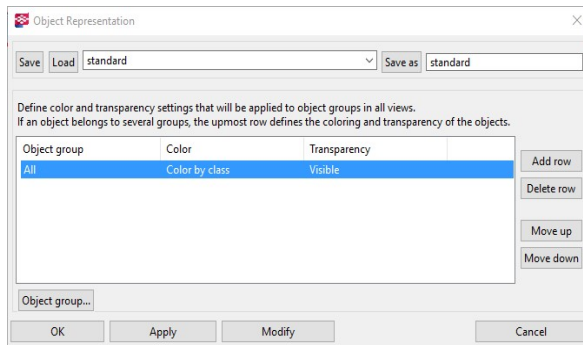 Object Representation
Save Load standard Save as standard
Define color and transparency settings that will be applied to object groups in all views.
If an object belongs to several groups, the upmost row defines the coloring and transparency of the objects.
Object group Color Transparency
All Color by class Visible
Add row
Delete row
Move up
Move down
Object group...
OK Apply Modify Cancel